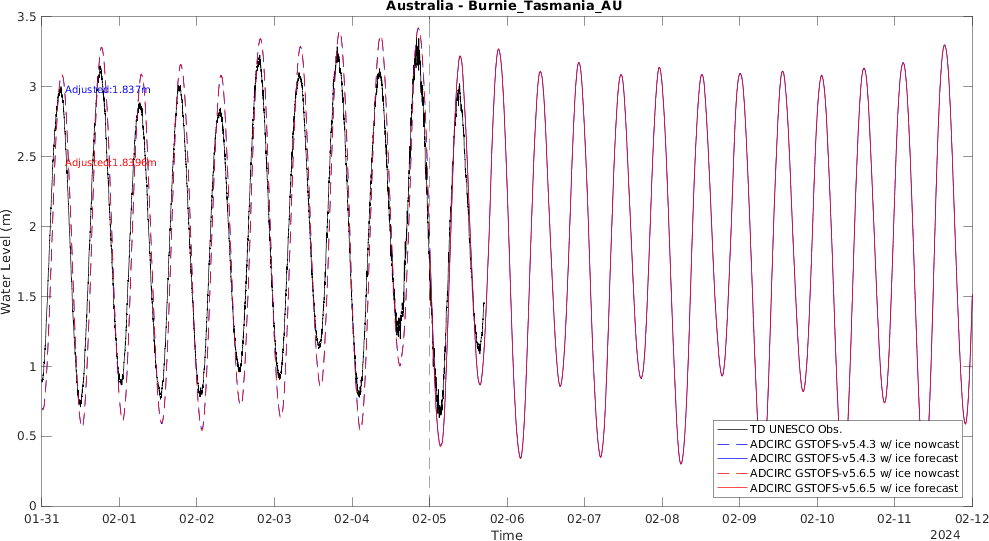 Australia - Burnie_Tasmania_AU
3.5
3
2.5
2
1.5
1
0.5
0
Water Level (m)
Adjusted:1.837m
Adjusted:1.8396m
TD UNESCO Obs.
ADCIRC GSTOFS-v5.4.3 w/ ice nowcast
ADCIRC GSTOFS-v5.4.3 w/ ice forecast
ADCIRC GSTOFS-v5.6.5 w/ ice nowcast
ADCIRC GSTOFS-v5.6.5 w/ ice forecast
01-31 02-01 02-02 02-03 02-04 02-05 02-06 02-07 02-08 02-09 02-10 02-11 02-12
Time
2024